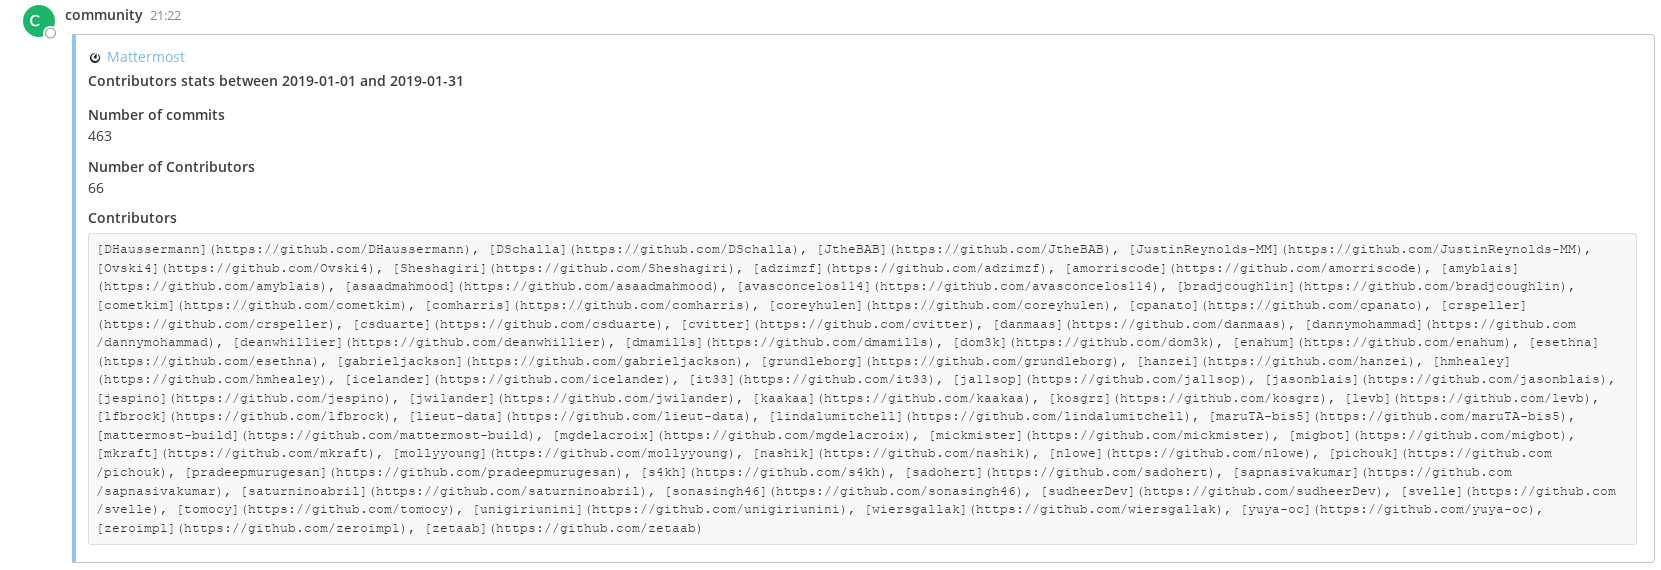 C
community 21:22
Mattermost
Contributors stats between 2019-01-01 and 2019-01-31
Number of commits
463
Number of Contributors
66
Contributors
[DHaussermann](https://github.com/DHaussermann), [DSchalla](https://github.com/DSchalla), [JtheBAB](https://github.com/JtheBAB), [JustinReynolds-MM](https://github.com/JustinReynolds-MM),
[Ovski4](https://github.com/Ovski4), [Sheshagiri](https://github.com/Sheshagiri), [adzimzf](https://github.com/adzimzf), [amorriscode](https://github.com/amorriscode), [amyblais]
(https://github.com/amyblais), [asaadmahmood](https://github.com/asaadmahmood), [avasconcelos114](https://github.com/avasconcelos114), [bradjcoughlin](https://github.com/bradjcoughlin),
[cometkim](https://github.com/cometkim), [comharris](https://github.com/comharris), [coreyhulen](https://github.com/coreyhulen), [cpanato](https://github.com/cpanato), [crspeller]
(https://github.com/crspeller), [csduarte](https://github.com/csduarte), [cvitter](https://github.com/cvitter), [danmaas](https://github.com/danmaas), [dannymohammad](https://github.com
/dannymohammad), [deanwhillier](https://github.com/deanwhillier), [dmamills](https://github.com/dmamills), [dom3k](https://github.com/dom3k), [enahum](https://github.com/enahum), [esethna]
(https://github.com/esethna), [gabrieljackson](https://github.com/gabrieljackson), [grundleborg](https://github.com/grundleborg), [hanzei](https://github.com/hanzei), [hmhealey]
(https://github.com/hmhealey), [icelander](https://github.com/icelander), [it33](https://github.com/it33), [jallsop](https://github.com/jallsop), [jasonblais](https://github.com/jasonblais),
[jespino](https://github.com/jespino), [jwilander](https://github.com/jwilander), [kaakaa](https://github.com/kaakaa), [kosgrz](https://github.com/kosgrz), [levb](https://github.com/levb),
[lfbrock](https://github.com/lfbrock), [lieut-data](https://github.com/lieut-data), [lindalumitchell](https://github.com/lindalumitchell), [maruTA-bis5](https://github.com/maruTA-bis5),
[mattermost-build](https://github.com/mattermost-build), [mgdelacroix](https://github.com/mgdelacroix), [mickmister](https://github.com/mickmister), [migbot](https://github.com/migbot),
[mkraft](https://github.com/mkraft), [mollyyoung](https://github.com/mollyyoung), [nashik](https://github.com/nashik), [nlowe](https://github.com/nlowe), [pichouk](https://github.com
/pichouk), [pradeepmurugesan](https://github.com/pradeepmurugesan), [s4kh](https://github.com/s4kh), [sadohert](https://github.com/sadohert), [sapnasivakumar](https://github.com
/sapnasivakumar), [saturninoabril](https://github.com/saturninoabril), [sonasingh46](https://github.com/sonasingh46), [sudheerDev](https://github.com/sudheerDev), [svelle](https://github.com
/svelle), [tomocy](https://github.com/tomocy), [unigiriunini](https://github.com/unigiriunini), [wiersgallak](https://github.com/wiersgallak), [yuya-oc](https://github.com/yuya-oc),
[zeroimpl](https://github.com/zeroimpl), [zetaab](https://github.com/zetaab)